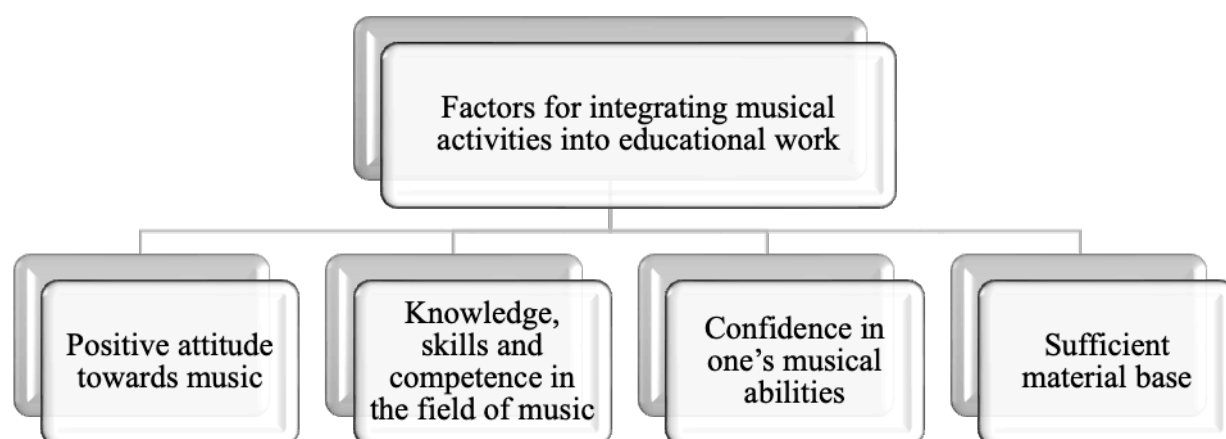 Factors for integrating musical
activities into educational work
Positive attitude
towards music
Knowledge,
skills and
competence in
the field of music
Confidence in
one’s musical
abilities
Sufficient
material base